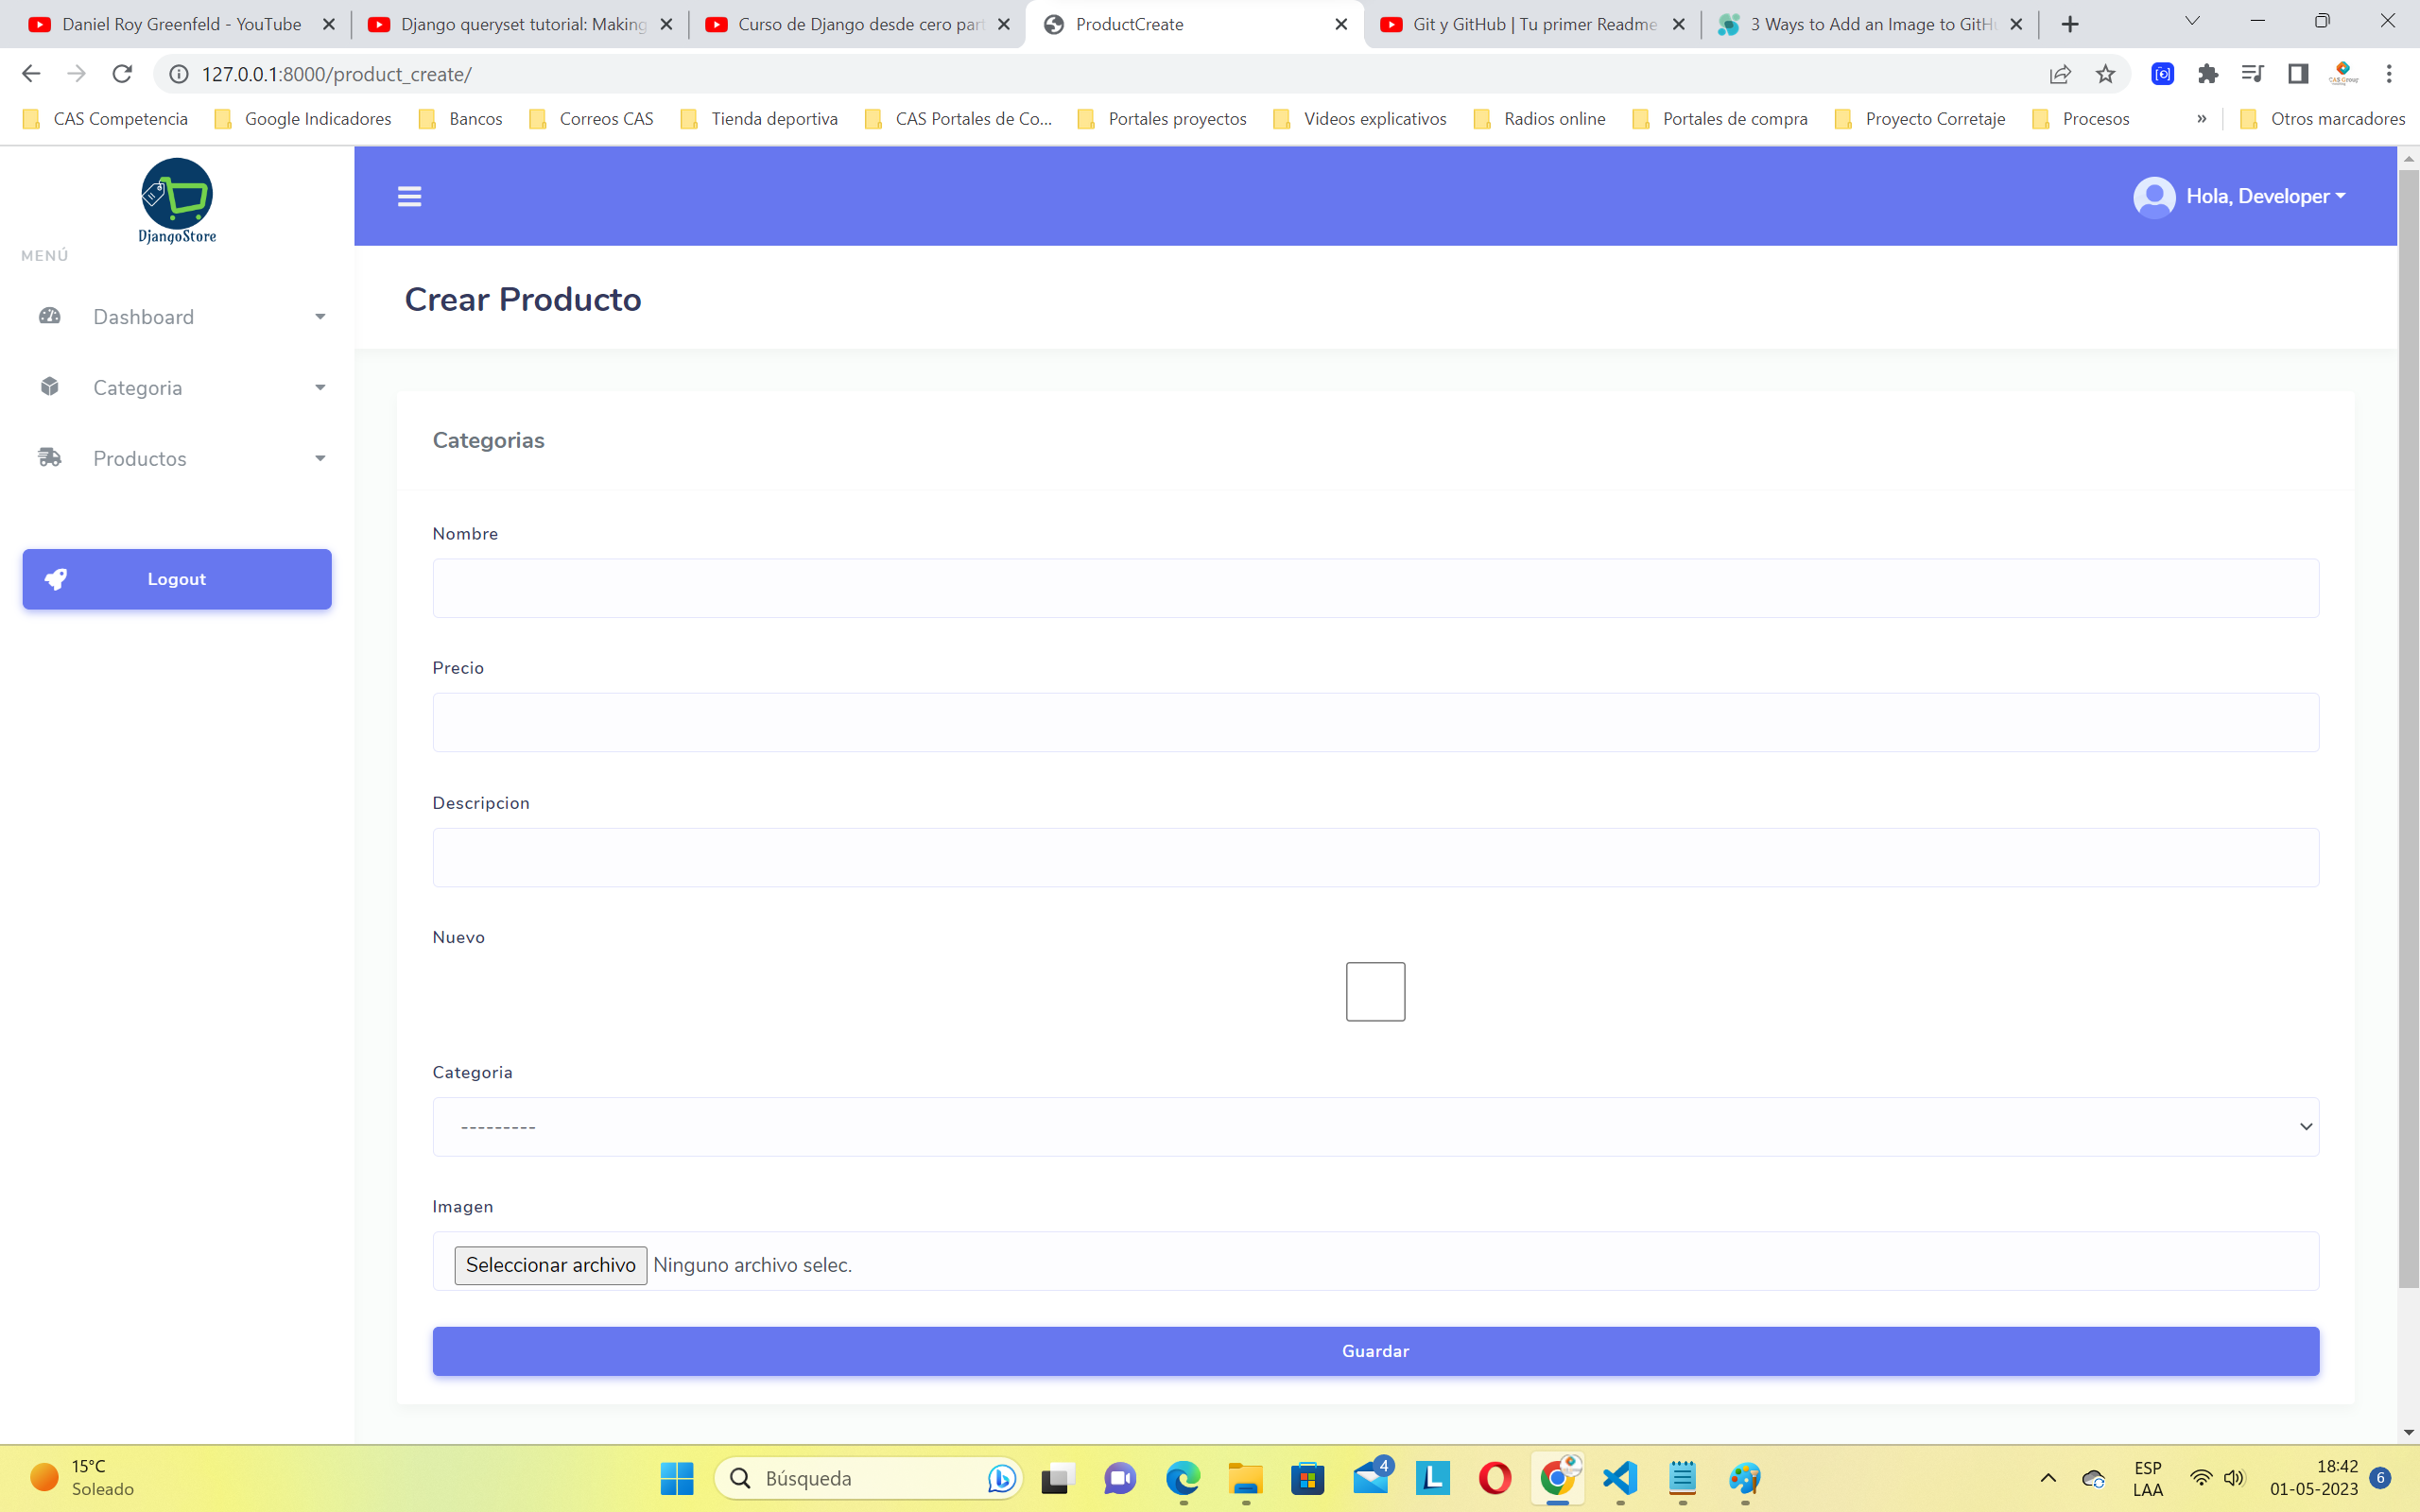 Daniel Roy Greenfeld - YouTube
Django queryset tutorial: Making
Curso de Django desde cero part
ProductCreate
Git y GitHub | Tu primer Readme
3 Ways to Add an Image to GitHu
127.0.0.1:8000/product_create/
CAS Competencia
Google Indicadores
Bancos
Correos CAS
Tienda deportiva
CAS Portales de Co...
Portales proyectos
Videos explicativos
Radios online
Portales de compra
Proyecto Corretaje
Procesos
»
Otros marcadores
DjangoStore
MENÚ
Dashboard
Categoria
Productos
Logout
Hola, Developer
Crear Producto
Categorias
Nombre
Precio
Descripcion
Nuevo
Categoria
---------
Imagen
Seleccionar archivo Ninguno archivo selec.
Guardar
15°C
Soleado
Búsqueda
4
ESP
LAA
18:42
01-05-2023
6